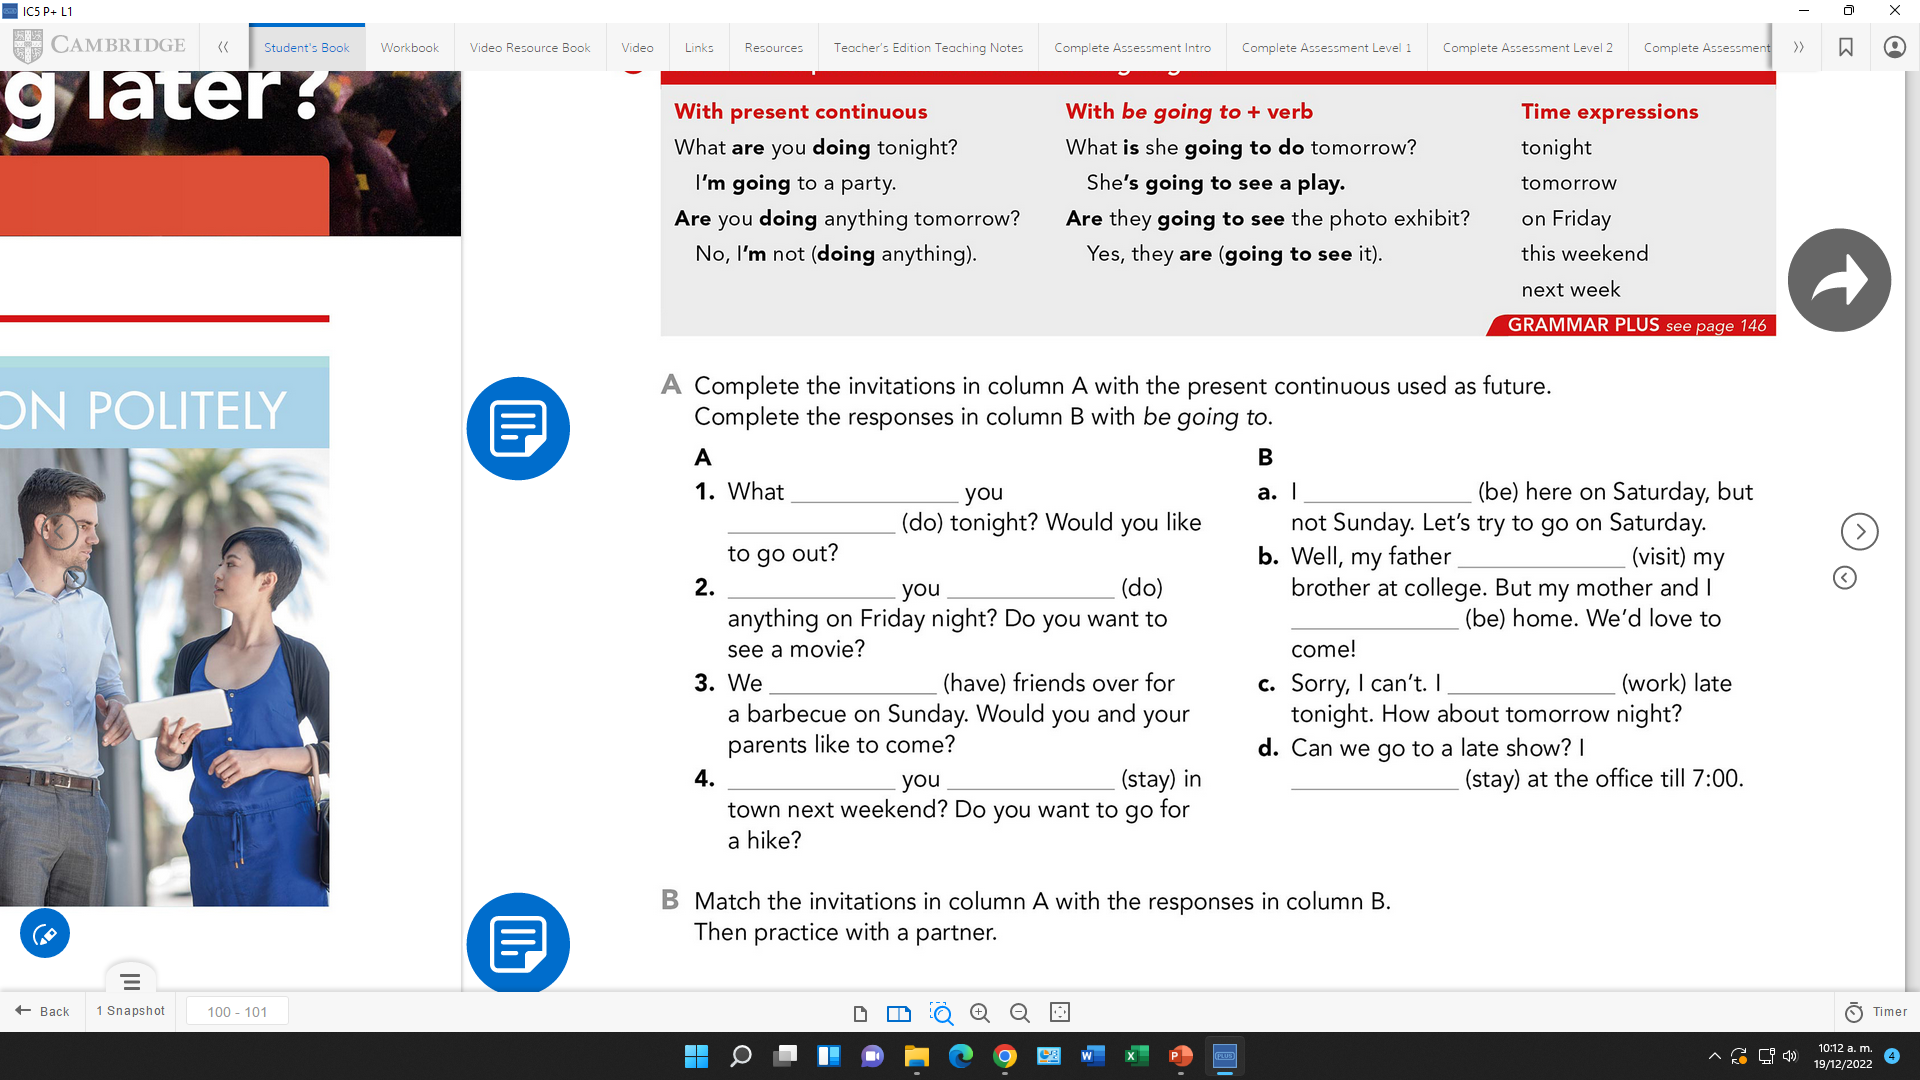 IC5 P+ L1
CAMBRIDGE
Student's Book
Workbook
Video Resource Book
Video
Links
Resources
Teacher's Edition Teaching Notes
Complete Assessment Intro
Complete Assessment Level 1
Complete Assessment Level 2
Complete Assessment
g later?
ON POLITELY
With present continuous
What are you doing tonight?
I'm going to a party.
Are you doing anything tomorrow?
No, I'm not (doing anything).
With be going to + verb
What is she going to do tomorrow?
She's going to see a play.
Are they going to see the photo exhibit?
Yes, they are (going to see it).
Time expressions
tonight
tomorrow
on Friday
this weekend
next week
GRAMMAR PLUS see page 146
A Complete the invitations in column A with the present continuous used as future.
Complete the responses in column B with be going to.
A
1. What ____________ you
____________ (do) tonight? Would you like
to go out?
2. ____________ you ____________ (do)
anything on Friday night? Do you want to
see a movie?
3. We ____________ (have) friends over for
a barbecue on Sunday. Would you and your
parents like to come?
4. ____________ you ____________ (stay) in
town next weekend? Do you want to go for
a hike?
B
a. I ____________ (be) here on Saturday, but
not Sunday. Let's try to go on Saturday.
b. Well, my father ____________ (visit) my
brother at college. But my mother and I
____________ (be) home. We'd love to
come!
c. Sorry, I can't. I ____________ (work) late
tonight. How about tomorrow night?
d. Can we go to a late show? I
____________ (stay) at the office till 7:00.
B Match the invitations in column A with the responses in column B.
Then practice with a partner.
Back
1 Snapshot
100 - 101
Timer
PLUS
10:12 a. m.
19/12/2022
4